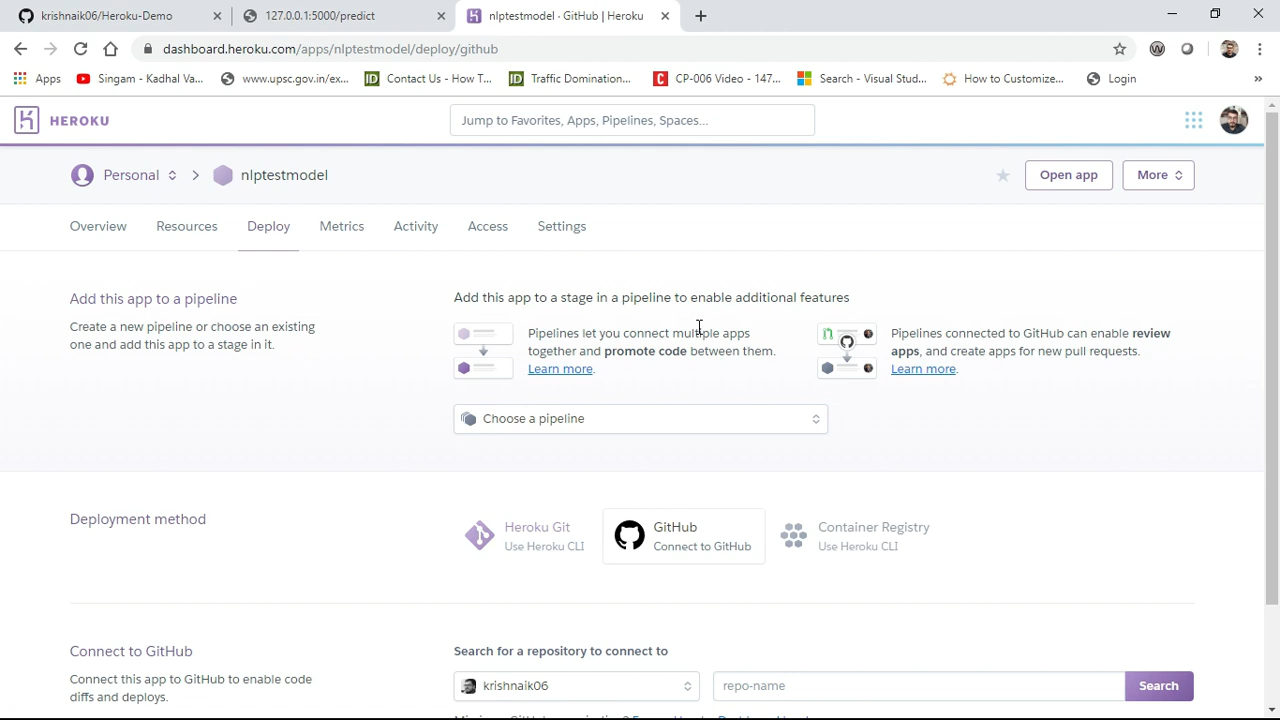 krishnaik06/Heroku-Demo
127.0.0.1:5000/predict
nlptestmodel · GitHub | Heroku
dashboard.heroku.com/apps/nlptestmodel/deploy/github
Apps
Singam - Kadhal Va...
www.upsc.gov.in/ex...
Contact Us - How T...
Traffic Domination...
CP-006 Video - 147...
Search - Visual Stud...
How to Customize...
Login
HEROKU
Jump to Favorites, Apps, Pipelines, Spaces...
Personal
nlptestmodel
Open app
More
Overview
Resources
Deploy
Metrics
Activity
Access
Settings
Add this app to a pipeline
Create a new pipeline or choose an existing
one and add this app to a stage in it.
Add this app to a stage in a pipeline to enable additional features
Pipelines let you connect multiple apps
together and promote code between them.
Learn more.
Pipelines connected to GitHub can enable review
apps, and create apps for new pull requests.
Learn more.
Choose a pipeline
Deployment method
Heroku Git
Use Heroku CLI
GitHub
Connect to GitHub
Container Registry
Use Heroku CLI
Connect to GitHub
Connect this app to GitHub to enable code
diffs and deploys.
Search for a repository to connect to
krishnaik06
repo-name
Search